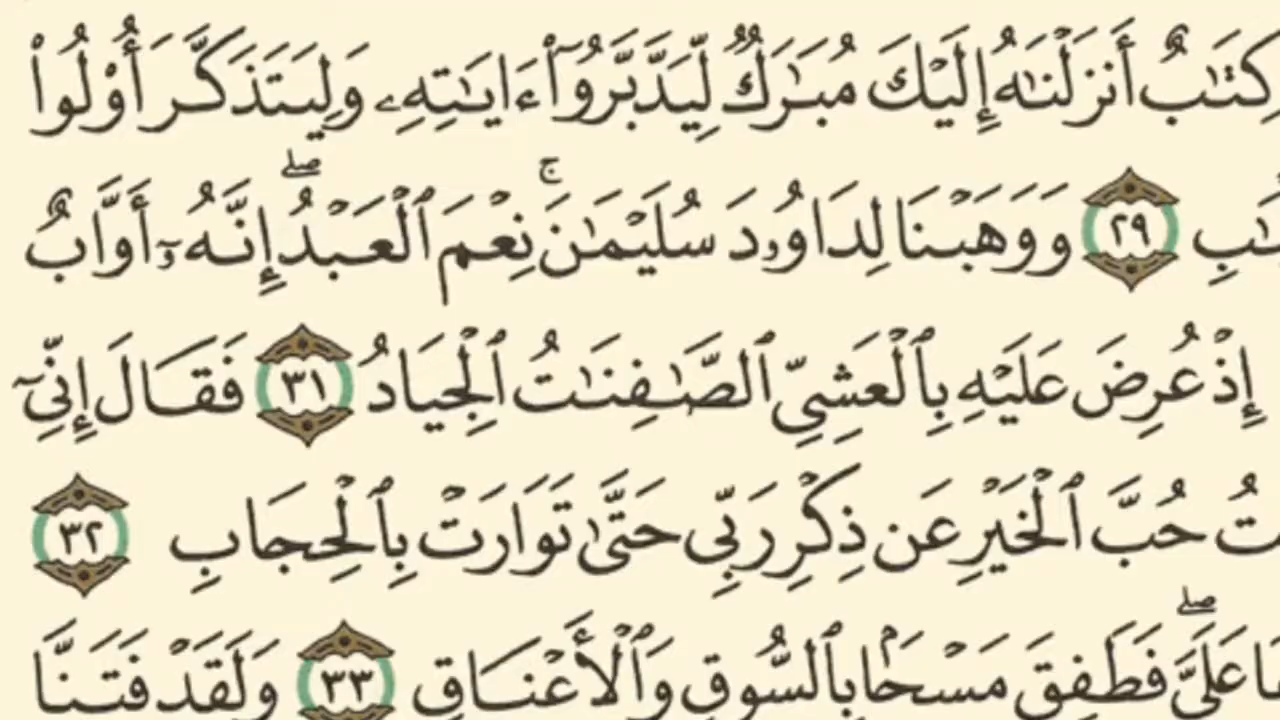 كِتَٰبٌ أَنزَلْنَٰهُ إِلَيْكَ مُبَٰرَكٌ لِّيَدَّبَّرُوٓا۟ ءَايَٰتِهِۦ وَلِيَتَذَكَّرَ أُو۟لُوا۟
٢٩ وَوَهَبْنَا لِدَاوُۥدَ سُلَيْمَٰنَ ۚ نِعْمَ ٱلْعَبْدُ ۖ إِنَّهُۥٓ أَوَّابٌ
إِذْ عُرِضَ عَلَيْهِ بِٱلْعَشِىِّ ٱلصَّٰفِنَٰتُ ٱلْجِيَادُ ٣١ فَقَالَ إِنِّىٓ
حُبَّ ٱلْخَيْرِ عَن ذِكْرِ رَبِّى حَتَّىٰ تَوَارَتْ بِٱلْحِجَابِ ٣٢
عَلَىَّ ۖ فَطَفِقَ مَسْحًۢا بِٱلسُّوقِ وَٱلْأَعْنَاقِ ٣٣ وَلَقَدْ فَتَنَّا